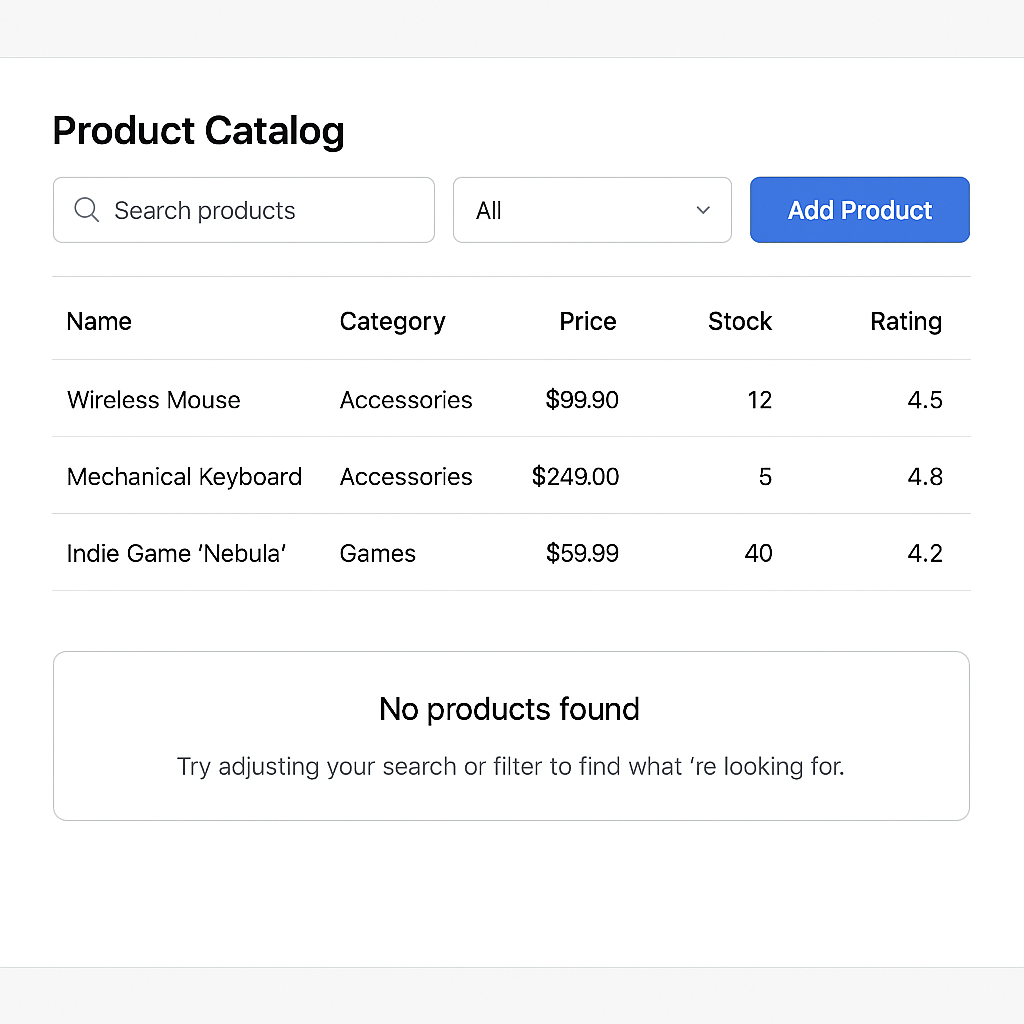 Product Catalog
Search products
All
Add Product
Name Category Price Stock Rating
Wireless Mouse Accessories $99.90 12 4.5
Mechanical Keyboard Accessories $249.00 5 4.8
Indie Game ‘Nebula’ Games $59.99 40 4.2
No products found
Try adjusting your search or filter to find what ‘re looking for.